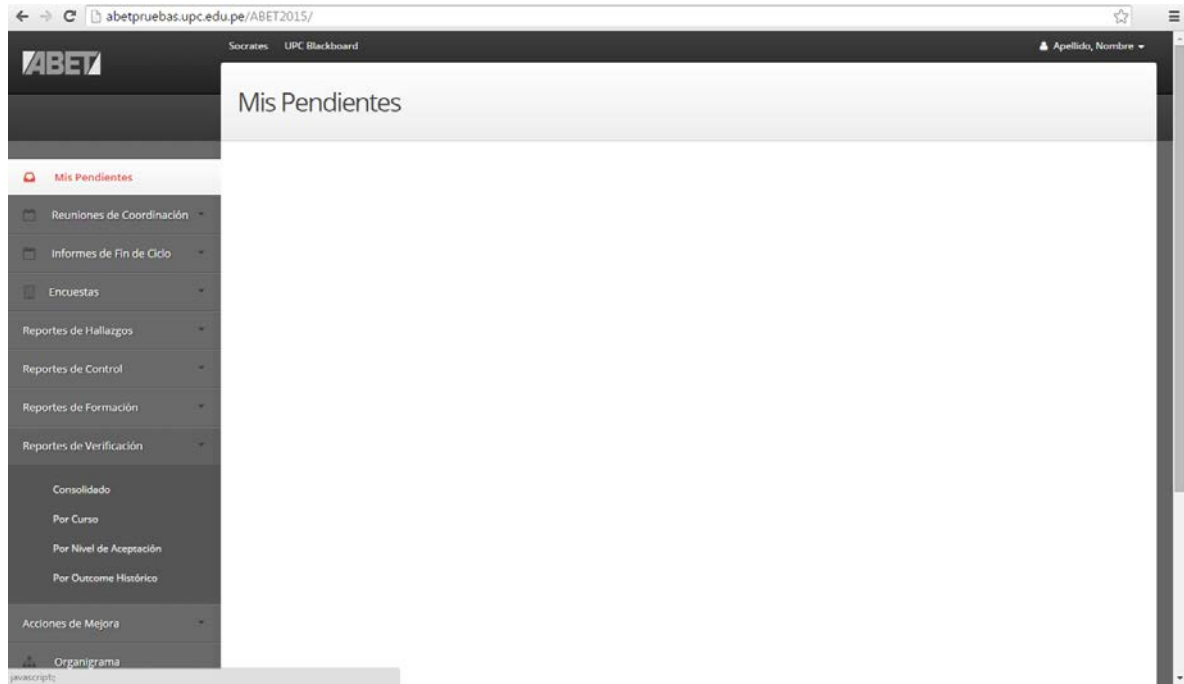 abetpruebas.upc.edu.pe/ABET2015/
ABET
Socrates UPC Blackboard Apellido, Nombre
Mis Pendientes
Mis Pendientes
Reuniones de Coordinación
Informes de Fin de Ciclo
Encuestas
Reportes de Hallazgos
Reportes de Control
Reportes de Formación
Reportes de Verificación
Consolidado
Por Curso
Por Nivel de Aceptación
Por Outcome Histórico
Acciones de Mejora
Organigrama
javascript:;